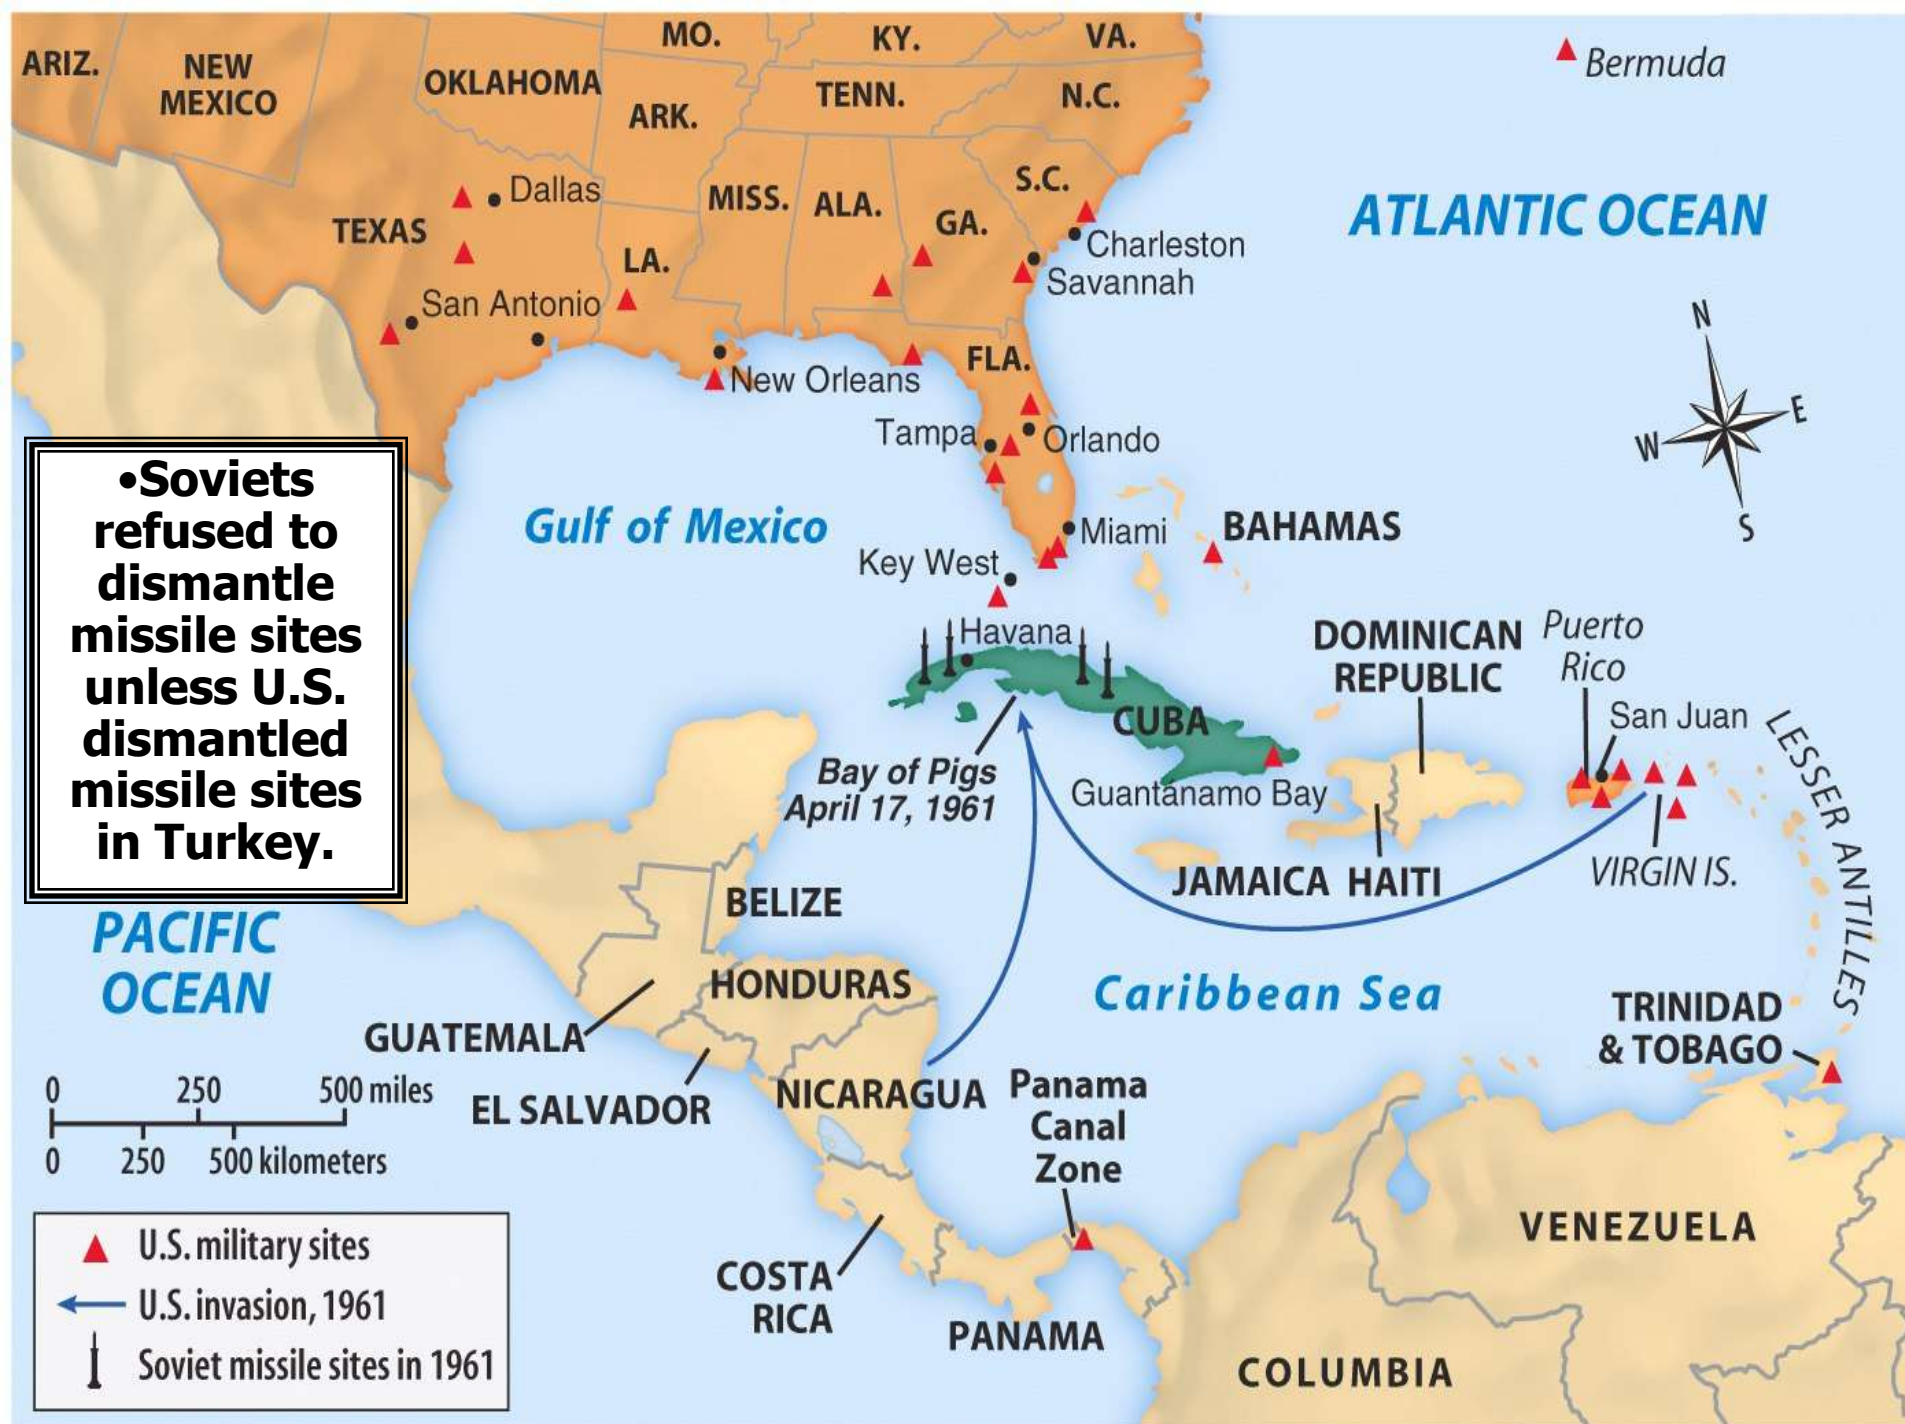 MO.
KY.
VA.
ARIZ.
NEW
MEXICO
OKLAHOMA
ARK.
TENN.
N.C.
Bermuda
Dallas
TEXAS
MISS.
ALA.
GA.
S.C.
ATLANTIC OCEAN
LA.
Charleston
Savannah
San Antonio
New Orleans
FLA.
N
E
W
S
Tampa
Orlando
•Soviets
refused to
dismantle
missile sites
unless U.S.
dismantled
missile sites
in Turkey.
Gulf of Mexico
Miami
BAHAMAS
Key West
Havana
DOMINICAN
REPUBLIC
Puerto
Rico
San Juan
CUBA
LESSER ANTILLES
Bay of Pigs
April 17, 1961
Guantanamo Bay
JAMAICA
HAITI
VIRGIN IS.
BELIZE
PACIFIC
OCEAN
HONDURAS
Caribbean Sea
GUATEMALA
TRINIDAD
& TOBAGO
EL SALVADOR
NICARAGUA
Panama
Canal
Zone
0 250 500 miles
0 250 500 kilometers
VENEZUELA
COSTA
RICA
PANAMA
COLUMBIA
U.S. military sites
U.S. invasion, 1961
Soviet missile sites in 1961